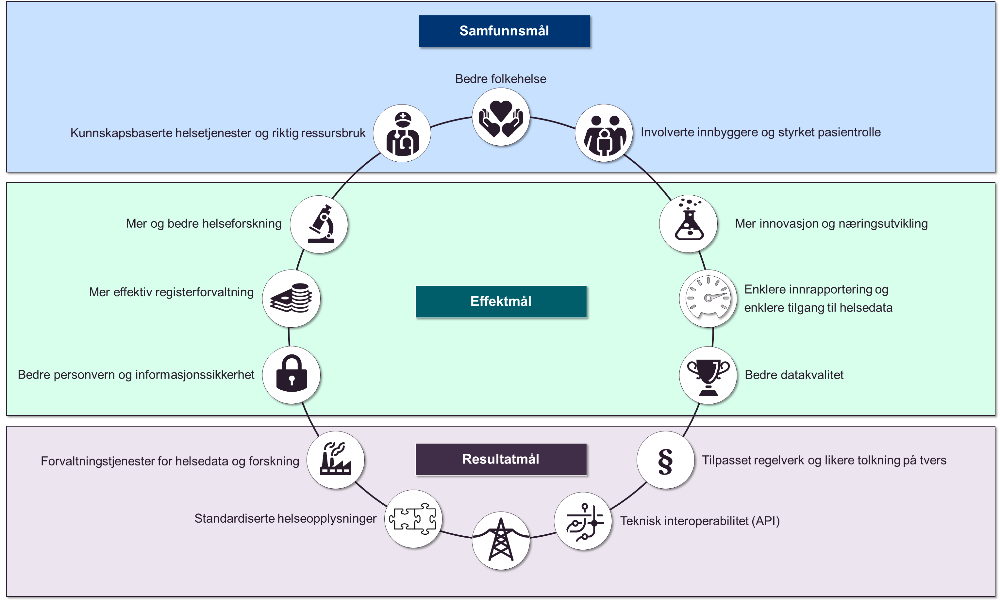 Samfunnsmål
Bedre folkehelse
Kunnskapsbaserte helsetjenester og riktig ressursbruk
Involverte innbyggere og styrket pasientrolle
Mer og bedre helseforskning
Mer innovasjon og næringsutvikling
Mer effektiv registerforvaltning
Effektmål
Enklere innrapportering og
enklere tilgang til helsedata
Bedre personvern og informasjonssikkerhet
Bedre datakvalitet
Resultatmål
Forvaltningstjenester for helsedata og forskning
§
Tilpasset regelverk og likere tolkning på tvers
Standardiserte helseopplysninger
Teknisk interoperabilitet (API)